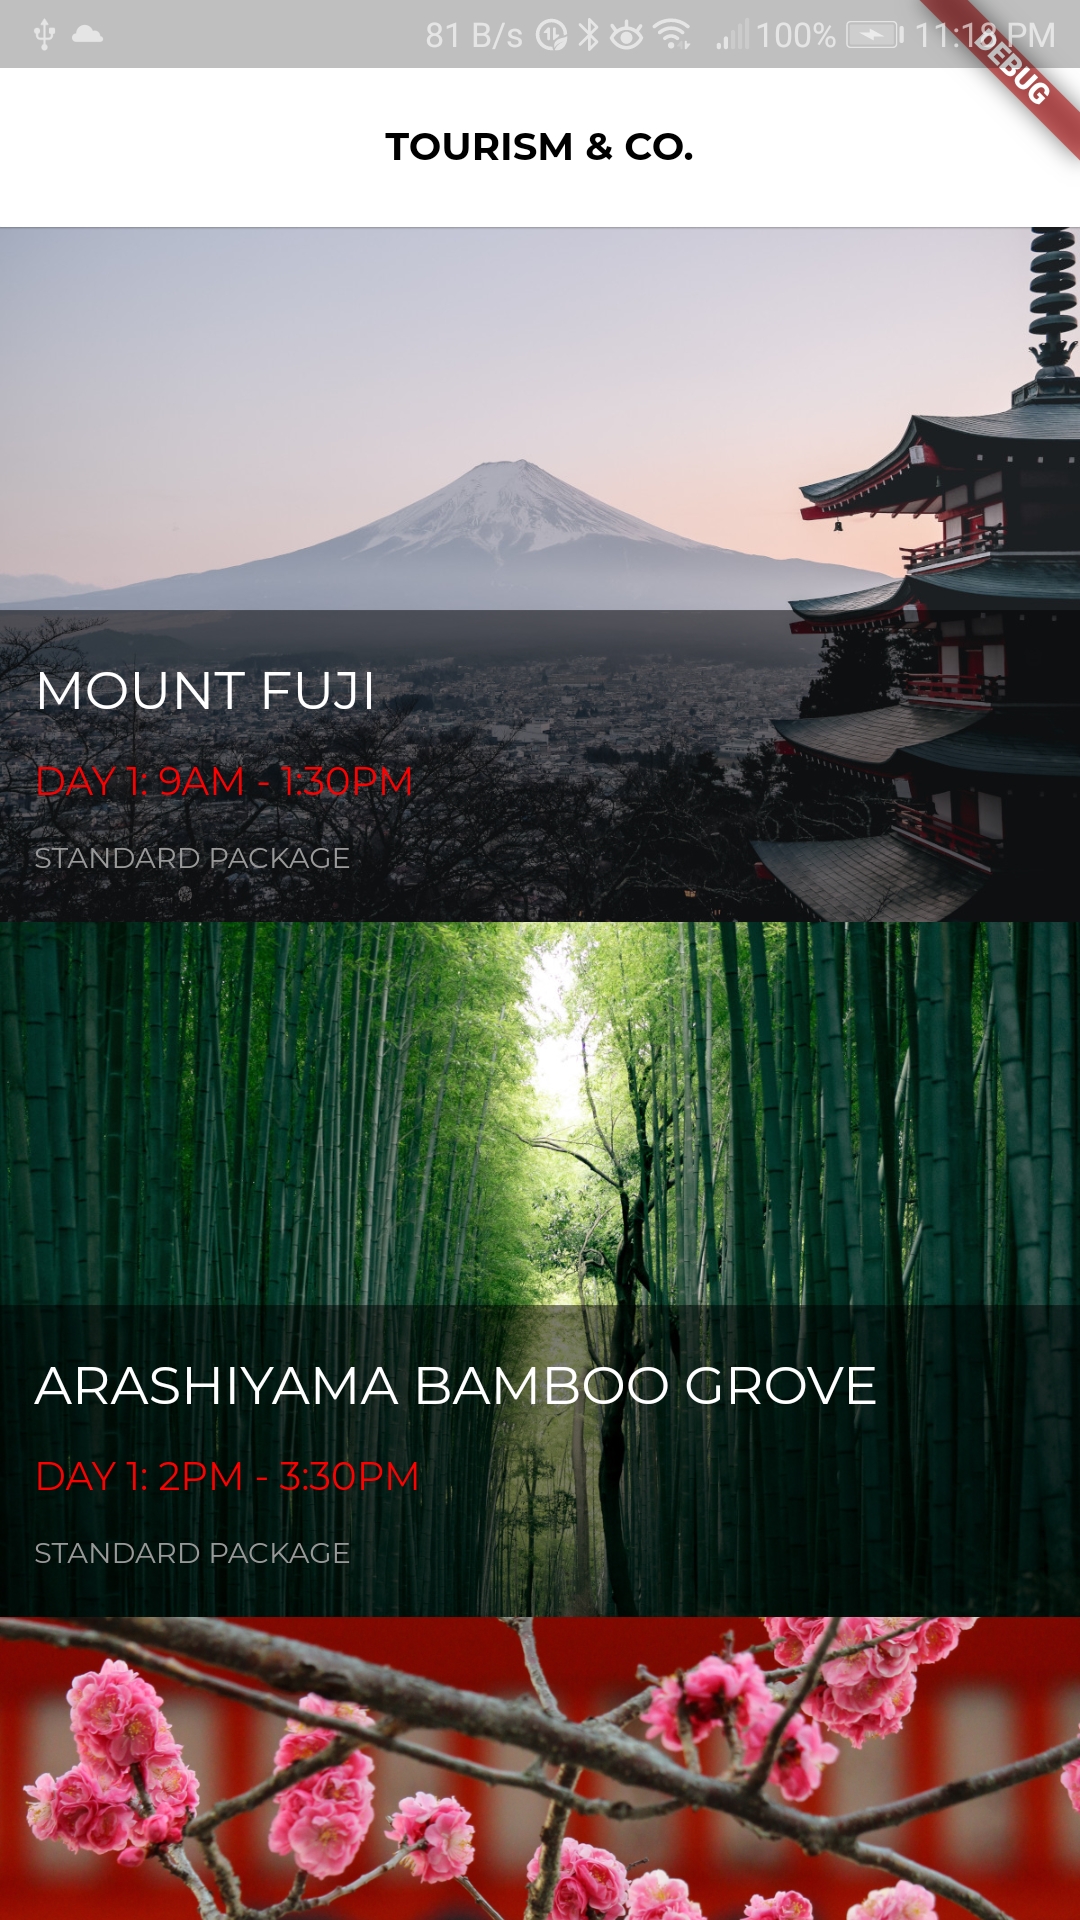 81 B/s 100% 11:18 PM
DEBUG
TOURISM & CO.
MOUNT FUJI
DAY 1: 9AM - 1:30PM
STANDARD PACKAGE
ARASHIYAMA BAMBOO GROVE
DAY 1: 2PM - 3:30PM
STANDARD PACKAGE